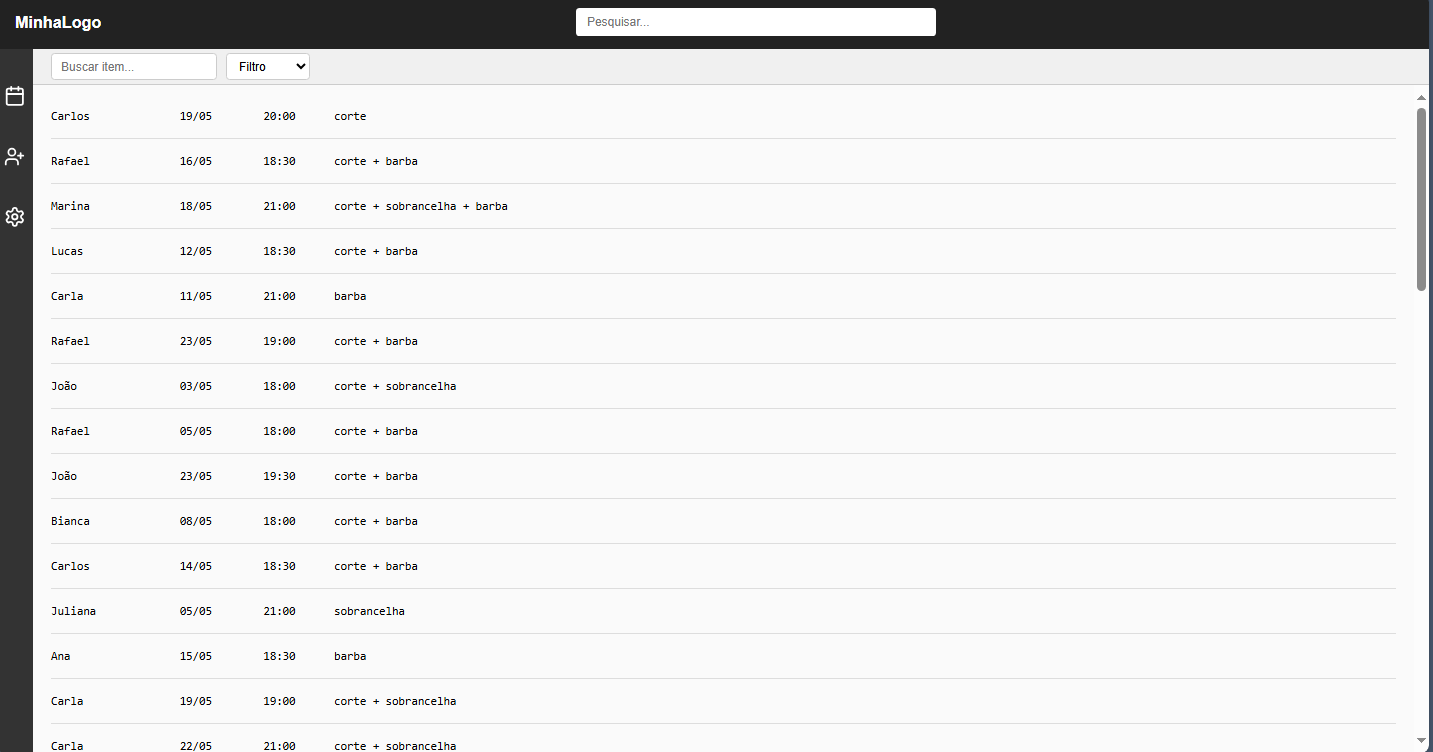 MinhaLogo
Pesquisar...
Buscar item...
Filtro
Carlos 19/05 20:00 corte
Rafael 16/05 18:30 corte + barba
Marina 18/05 21:00 corte + sobrancelha + barba
Lucas 12/05 18:30 corte + barba
Carla 11/05 21:00 barba
Rafael 23/05 19:00 corte + barba
João 03/05 18:00 corte + sobrancelha
Rafael 05/05 18:00 corte + barba
João 23/05 19:30 corte + barba
Bianca 08/05 18:00 corte + barba
Carlos 14/05 18:30 corte + barba
Juliana 05/05 21:00 sobrancelha
Ana 15/05 18:30 barba
Carla 19/05 19:00 corte + sobrancelha
Carla 22/05 21:00 corte + sobrancelha